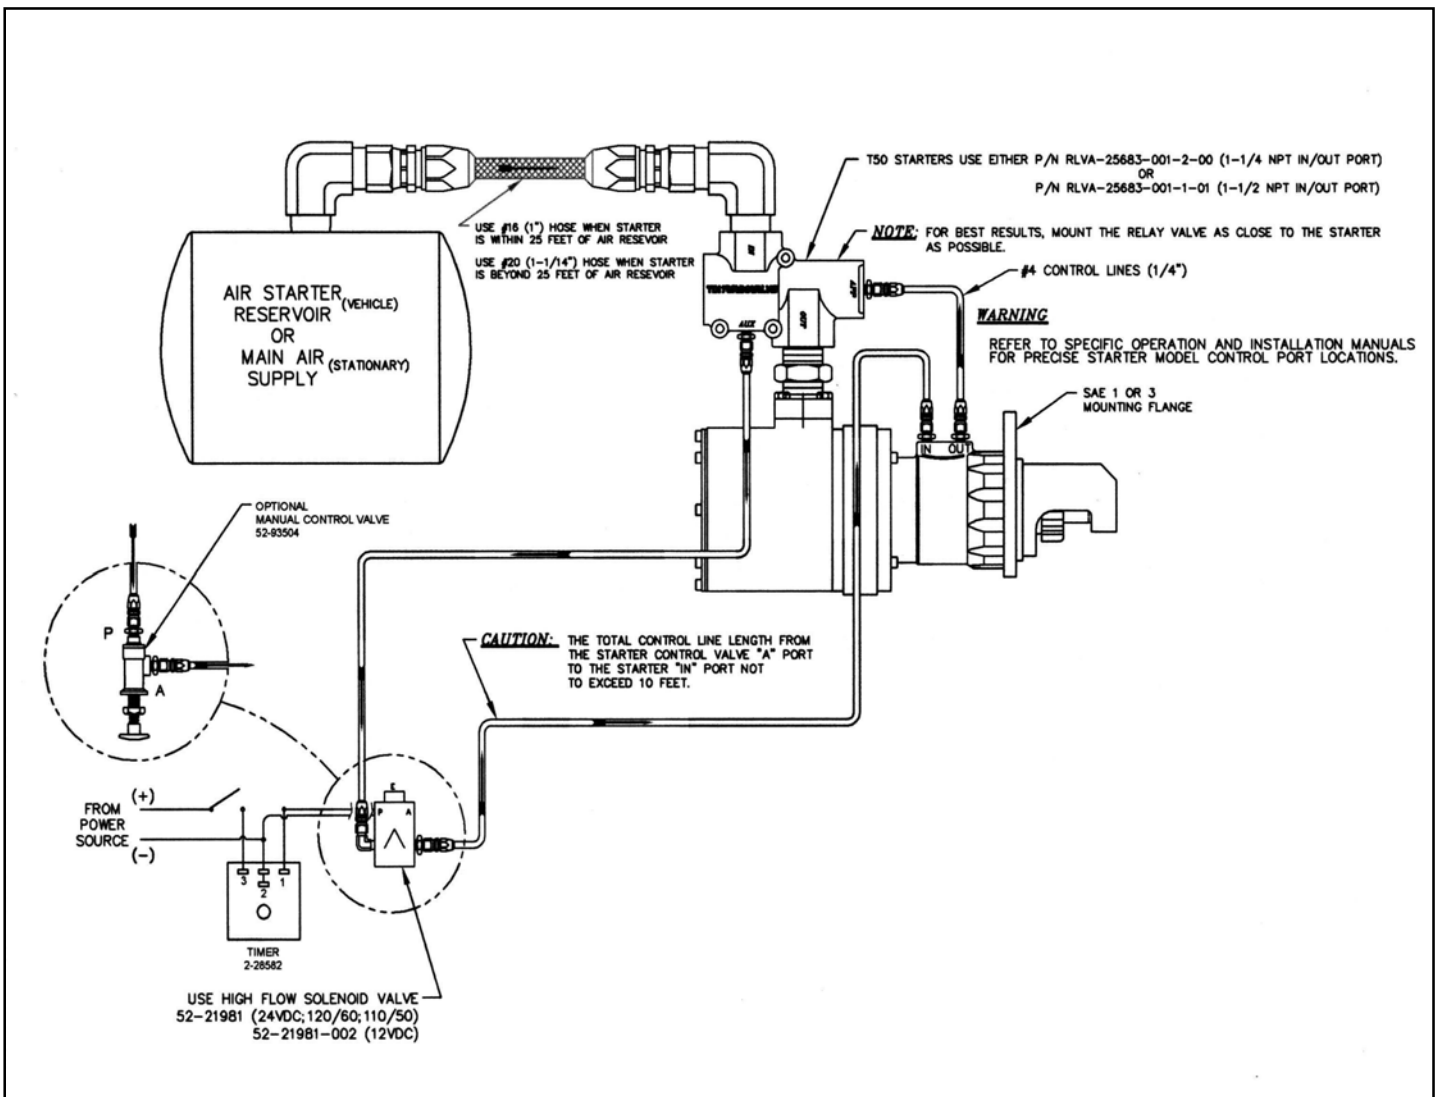 T50 STARTERS USE EITHER P/N RLVA-25683-001-2-00 (1-1/4 NPT IN/OUT PORT)
OR
P/N RLVA-25683-001-1-01 (1-1/2 NPT IN/OUT PORT)
USE #16 (1") HOSE WHEN STARTER
IS WITHIN 25 FEET OF AIR RESEVOIR
USE #20 (1-1/14") HOSE WHEN STARTER
IS BEYOND 25 FEET OF AIR RESEVOIR
NOTE: FOR BEST RESULTS, MOUNT THE RELAY VALVE AS CLOSE TO THE STARTER
AS POSSIBLE.
#4 CONTROL LINES (1/4")
IN
OUT
AUX
WARNING
REFER TO SPECIFIC OPERATION AND INSTALLATION MANUALS
FOR PRECISE STARTER MODEL CONTROL PORT LOCATIONS.
AIR STARTER (VEHICLE)
RESERVOIR
OR
MAIN AIR (STATIONARY)
SUPPLY
SAE 1 OR 3
MOUNTING FLANGE
IN OUT
OPTIONAL
MANUAL CONTROL VALVE
52-93504
P
A
CAUTION: THE TOTAL CONTROL LINE LENGTH FROM
THE STARTER CONTROL VALVE "A" PORT
TO THE STARTER "IN" PORT NOT
TO EXCEED 10 FEET.
FROM (+)
POWER
SOURCE (-)
E
P A
3 2 1
TIMER
2-28582
USE HIGH FLOW SOLENOID VALVE
52-21981 (24VDC;120/60;110/50)
52-21981-002 (12VDC)